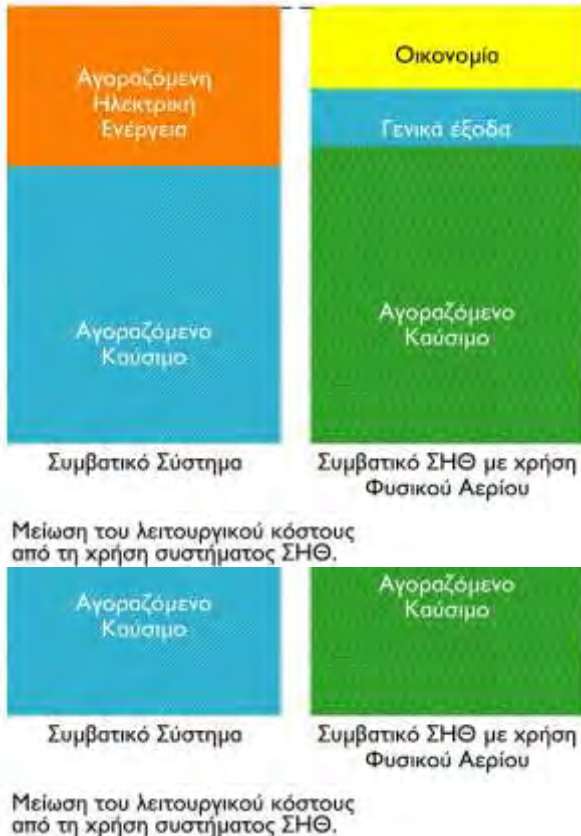 Αγοραζόμενη
Ηλεκτρική
Ενέργεια
Αγοραζόμενο
Καύσιμο
Συμβατικό Σύστημα
Οικονομία
Γενικά έξοδα
Αγοραζόμενο
Καύσιμο
Συμβατικό ΣΗΘ με χρήση
Φυσικού Αερίου
Μείωση του λειτουργικού κόστους
από τη χρήση συστήματος ΣΗΘ.
Αγοραζόμενο
Καύσιμο
Συμβατικό Σύστημα
Αγοραζόμενο
Καύσιμο
Συμβατικό ΣΗΘ με χρήση
Φυσικού Αερίου
Μείωση του λειτουργικού κόστους
από τη χρήση συστήματος ΣΗΘ.